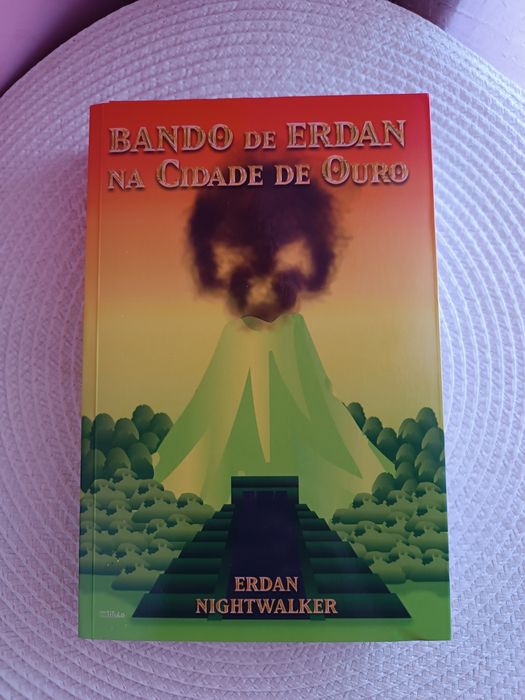 BANDO DE ERDAN
NA CIDADE DE OURO
ERDAN
NIGHTWALKER